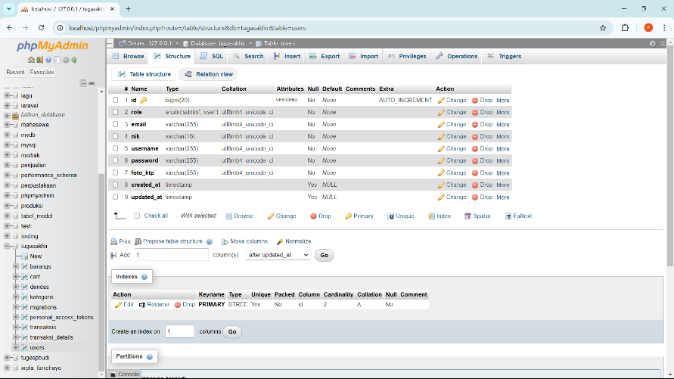 localhost / 127.0.0.1 / tugasakhi
localhost/phpmyadmin/index.php?route=/table/structure&db=tugasakhir&table=users
phpMyAdmin
Recent Favorites
lagu
laravel
latihan_database
mahasiswa
mydb
mysql
penjualan
performance_schema
perpustakaan
phpmyadmin
produksi
tabel_model
test
testing
tugasakhir
New
barangs
cart
dendas
kategoris
migrations
personal_access_tokens
transaksis
transaksi_details
users
Server: 127.0.0.1 » Database: tugasakhir » Table: users
Browse Structure SQL Search Insert Export Import Privileges Operations Triggers
Table structure Relation view
# Name Type Collation Attributes Null Default Comments Extra Action
1 id bigint(20) UNSIGNED No None AUTO_INCREMENT Change Drop More
2 role enum('admin', 'user') utf8mb4_unicode_ci No None Change Drop More
3 email varchar(255) utf8mb4_unicode_ci No None Change Drop More
4 nik varchar(16) utf8mb4_unicode_ci No None Change Drop More
5 username varchar(255) utf8mb4_unicode_ci No None Change Drop More
6 password varchar(255) utf8mb4_unicode_ci No None Change Drop More
7 foto_ktp varchar(255) utf8mb4_unicode_ci No None Change Drop More
8 created_at timestamp Yes NULL Change Drop More
9 updated_at timestamp Yes NULL Change Drop More
Check all With selected: Browse Change Drop Primary Unique Index Spatial Fulltext
Print Propose table structure Move columns Normalize
Add 1 column(s) after updated_at Go
Indexes
Action Keyname Type Unique Packed Column Cardinality Collation Null Comment
Edit Rename Drop PRIMARY BTREE Yes No id 2 A No
Create an index on 1 columns Go
Partitions
Console